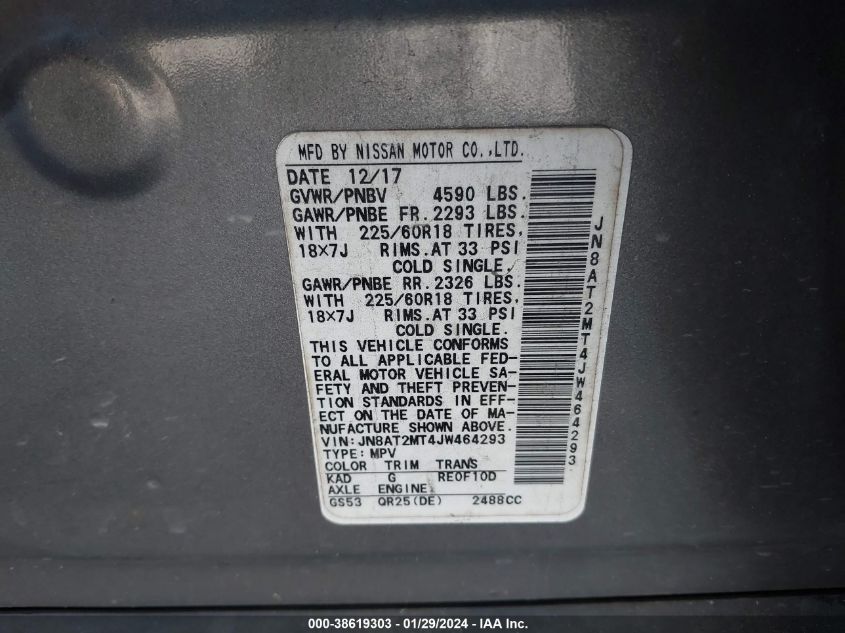 MFD BY NISSAN MOTOR CO.,LTD.
DATE 12/17
GVWR/PNBV 4590 LBS.
GAWR/PNBE FR. 2293 LBS.
WITH 225/60R18 TIRES,
18×7J RIMS.AT 33 PSI
COLD SINGLE.
GAWR/PNBE RR. 2326 LBS.
WITH 225/60R18 TIRES,
18×7J RIMS.AT 33 PSI
COLD SINGLE.
THIS VEHICLE CONFORMS
TO ALL APPLICABLE FED-
ERAL MOTOR VEHICLE SA-
FETY AND THEFT PREVEN-
TION STANDARDS IN EFF-
ECT ON THE DATE OF MA-
NUFACTURE SHOWN ABOVE.
VIN:JN8AT2MT4JW464293
TYPE: MPV
COLOR TRIM TRANS
KAD G RE0F10D
AXLE ENGINE
GS53 QR25(DE) 2488CC
JN8AT2MT4JW464293
000-38619303 - 01/29/2024 - IAA Inc.